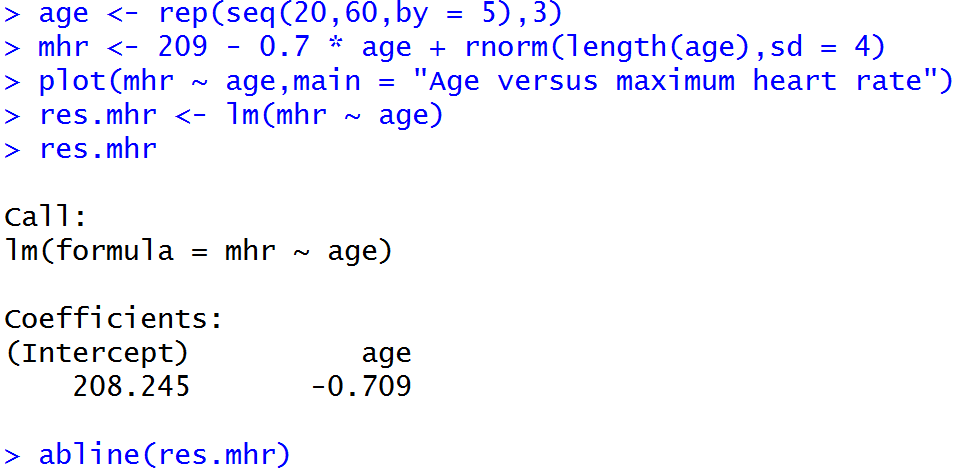 > age <- rep(seq(20,60,by = 5),3)
> mhr <- 209 - 0.7 * age + rnorm(length(age),sd = 4)
> plot(mhr ~ age,main = "Age versus maximum heart rate")
> res.mhr <- lm(mhr ~ age)
> res.mhr
Call:
lm(formula = mhr ~ age)
Coefficients:
(Intercept)          age
    208.245       -0.709
> abline(res.mhr)